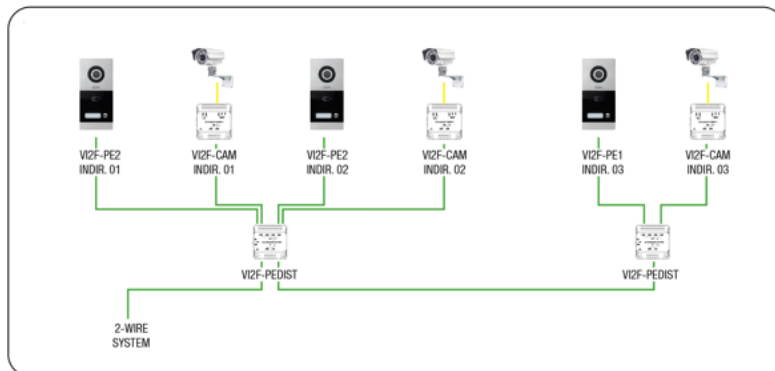 VI2F-PE2
INDIR. 01
VI2F-CAM
INDIR. 01
VI2F-PE2
INDIR. 02
VI2F-CAM
INDIR. 02
VI2F-PE1
INDIR. 03
VI2F-CAM
INDIR. 03
VI2F-PEDIST
VI2F-PEDIST
2-WIRE
SYSTEM